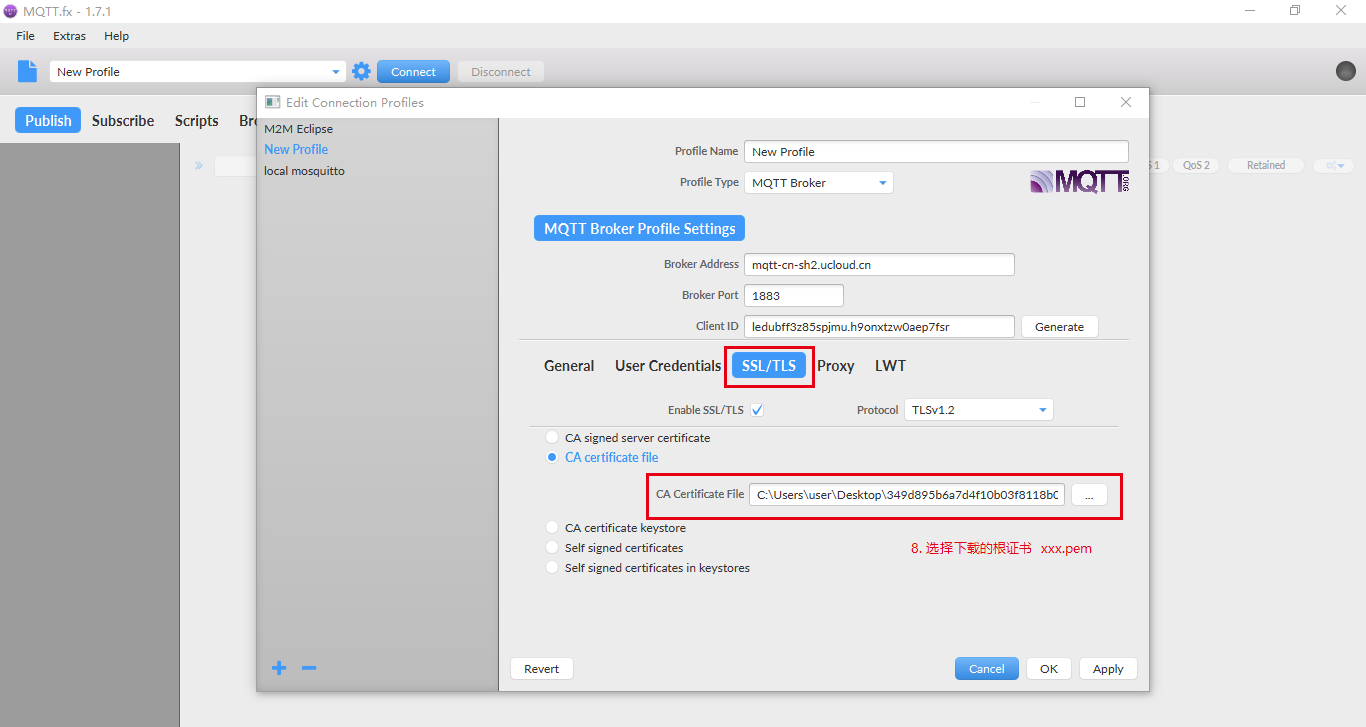 MQTT.fx - 1.7.1
File Extras Help
New Profile Connect Disconnect
Edit Connection Profiles
Publish Subscribe Scripts
M2M Eclipse
New Profile
local mosquitto
Profile Name New Profile
Profile Type MQTT Broker
MQTT.ORG
QoS 2 Retained
MQTT Broker Profile Settings
Broker Address mqtt-cn-sh2.ucloud.cn
Broker Port 1883
Client ID ledubff3z85spjmu.h9onxtzw0aep7fsr Generate
General User Credentials SSL/TLS Proxy LWT
Enable SSL/TLS Protocol TLSv1.2
CA signed server certificate
CA certificate file
CA Certificate File C:\Users\user\Desktop\349d895b6a7d4f10b03f8118b0 ...
CA certificate keystore
Self signed certificates
8. 选择下载的根证书 xxx.pem
Self signed certificates in keystores
Revert Cancel OK Apply